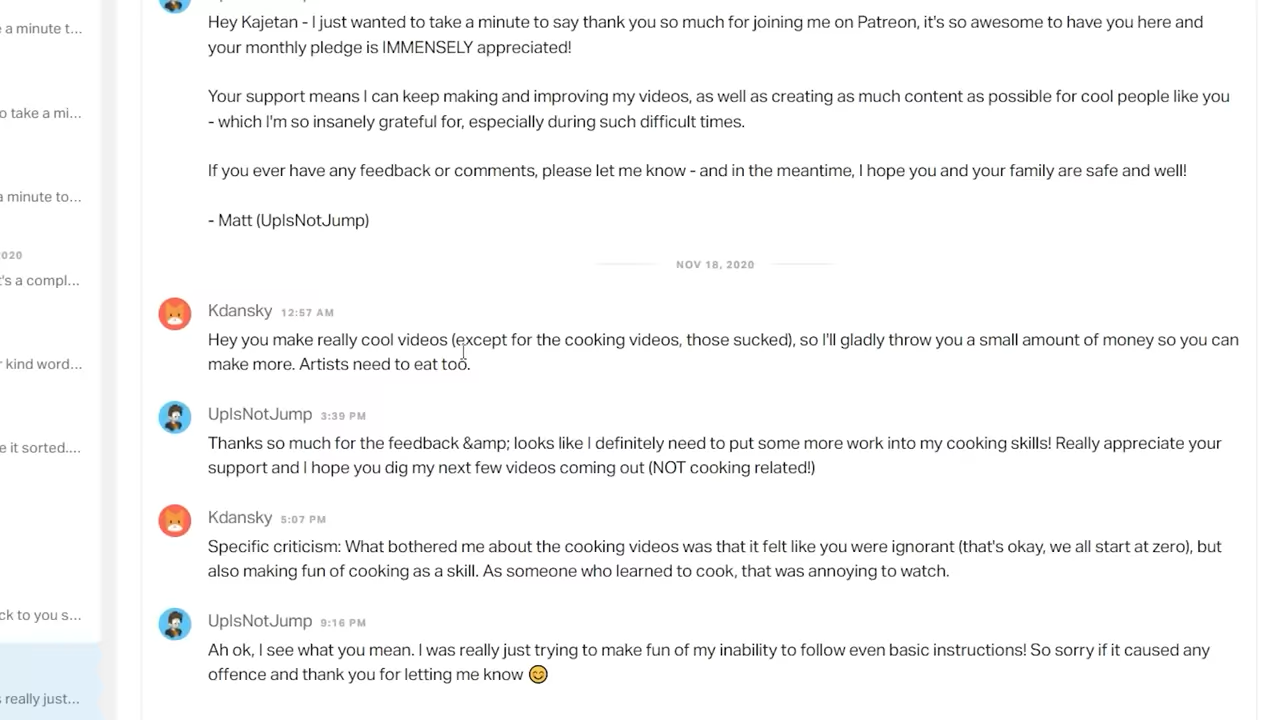 Hey Kajetan - I just wanted to take a minute to say thank you so much for joining me on Patreon, it's so awesome to have you here and
e a minute t...
your monthly pledge is IMMENSELY appreciated!
Your support means I can keep making and improving my videos, as well as creating as much content as possible for cool people like you
o take a mi...
- which I'm so insanely grateful for, especially during such difficult times.
If you ever have any feedback or comments, please let me know - and in the meantime, I hope you and your family are safe and well!
a minute to...
- Matt (UpIsNotJump)
020
NOV 18, 2020
't's a compl...
Kdansky 12:57 AM
Hey you make really cool videos (except for the cooking videos, those sucked), so I'll gladly throw you a small amount of money so you can
make more. Artists need to eat too.
r kind word...
UpIsNotJump 3:39 PM
Thanks so much for the feedback &amp; looks like I definitely need to put some more work into my cooking skills! Really appreciate your
e it sorted....
support and I hope you dig my next few videos coming out (NOT cooking related!)
Kdansky 5:07 PM
Specific criticism: What bothered me about the cooking videos was that it felt like you were ignorant (that's okay, we all start at zero), but
also making fun of cooking as a skill. As someone who learned to cook, that was annoying to watch.
ck to you s...
UpIsNotJump 9:16 PM
Ah ok, I see what you mean. I was really just trying to make fun of my inability to follow even basic instructions! So sorry if it caused any
offence and thank you for letting me know 😊
s really just...